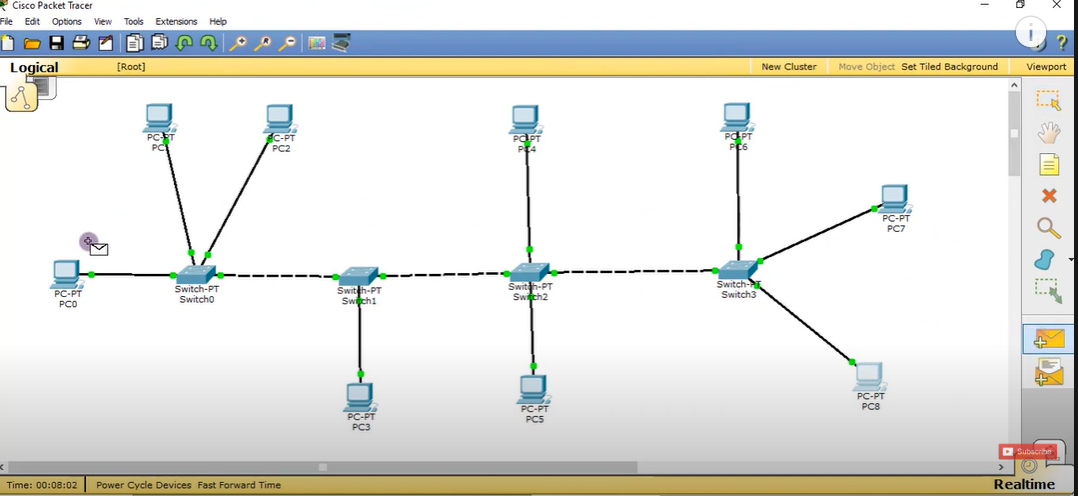 Cisco Packet Tracer
File Edit Options View Tools Extensions Help
Logical [Root] New Cluster Move Object Set Tiled Background Viewport
PC-PT
PC1
PC-PT
PC2
PC-PT
PC4
PC-PT
PC6
PC-PT
PC7
PC-PT
PC0
Switch-PT
Switch0
Switch-PT
Switch1
Switch-PT
Switch2
Switch-PT
Switch3
PC-PT
PC3
PC-PT
PC5
PC-PT
PC8
Subscribe
Time: 00:08:02 Power Cycle Devices Fast Forward Time Realtime